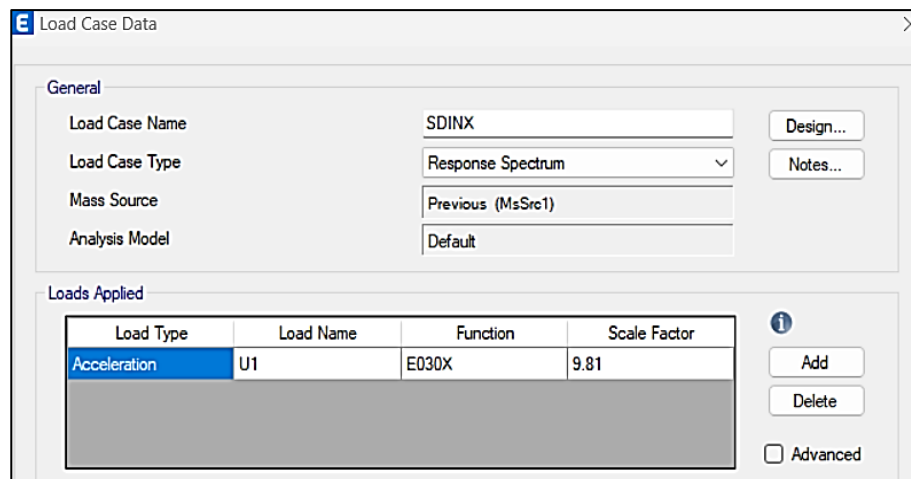 E Load Case Data
General
Load Case Name SDINX Design...
Load Case Type Response Spectrum Notes...
Mass Source Previous (MsSrc1)
Analysis Model Default
Loads Applied
Load Type Load Name Function Scale Factor
Acceleration U1 E030X 9.81
Add
Delete
Advanced